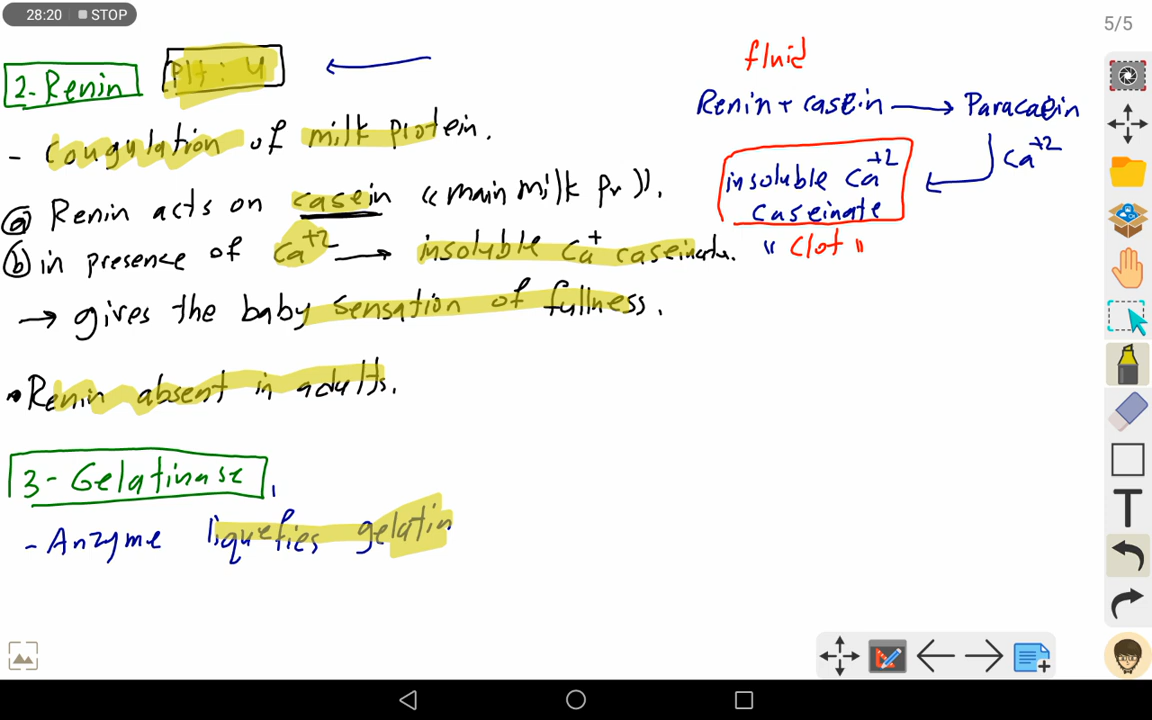 28:20 STOP
5/5
2-Renin PH: 4
- Cougulation of milk protein.
ⓐ Renin acts on casein «main milk pr».
ⓑ in presence of Ca+2 → insoluble Ca+ caseinate.
→ gives the baby sensation of fullness.
• Renin absent in adults.
3- Gelatinase
- Anzyme liquefies gelatin
fluid
Renin + casein → Paracasein
Ca+2
insoluble Ca+2
caseinate
" Clot "
T